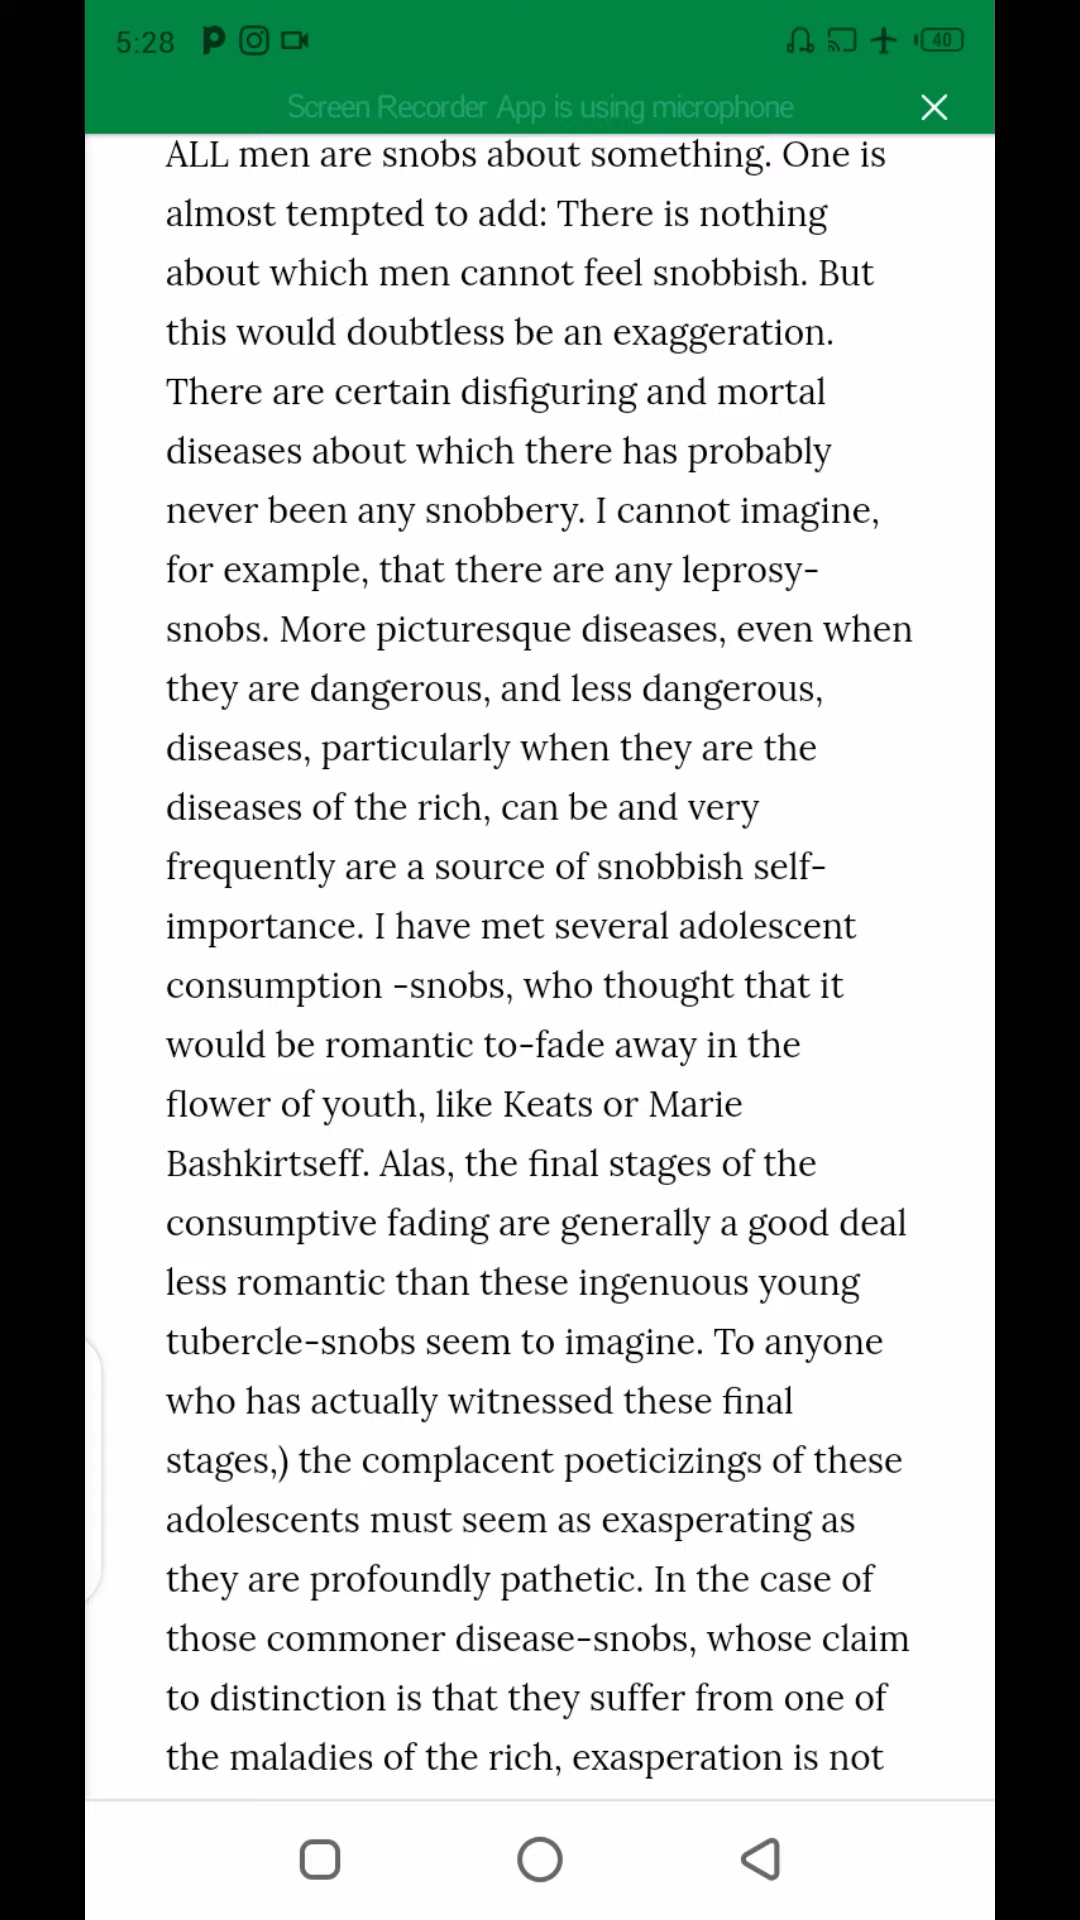 5:28
40
Screen Recorder App is using microphone
ALL men are snobs about something. One is
almost tempted to add: There is nothing
about which men cannot feel snobbish. But
this would doubtless be an exaggeration.
There are certain disfiguring and mortal
diseases about which there has probably
never been any snobbery. I cannot imagine,
for example, that there are any leprosy-
snobs. More picturesque diseases, even when
they are dangerous, and less dangerous,
diseases, particularly when they are the
diseases of the rich, can be and very
frequently are a source of snobbish self-
importance. I have met several adolescent
consumption -snobs, who thought that it
would be romantic to-fade away in the
flower of youth, like Keats or Marie
Bashkirtseff. Alas, the final stages of the
consumptive fading are generally a good deal
less romantic than these ingenuous young
tubercle-snobs seem to imagine. To anyone
who has actually witnessed these final
stages,) the complacent poeticizings of these
adolescents must seem as exasperating as
they are profoundly pathetic. In the case of
those commoner disease-snobs, whose claim
to distinction is that they suffer from one of
the maladies of the rich, exasperation is not